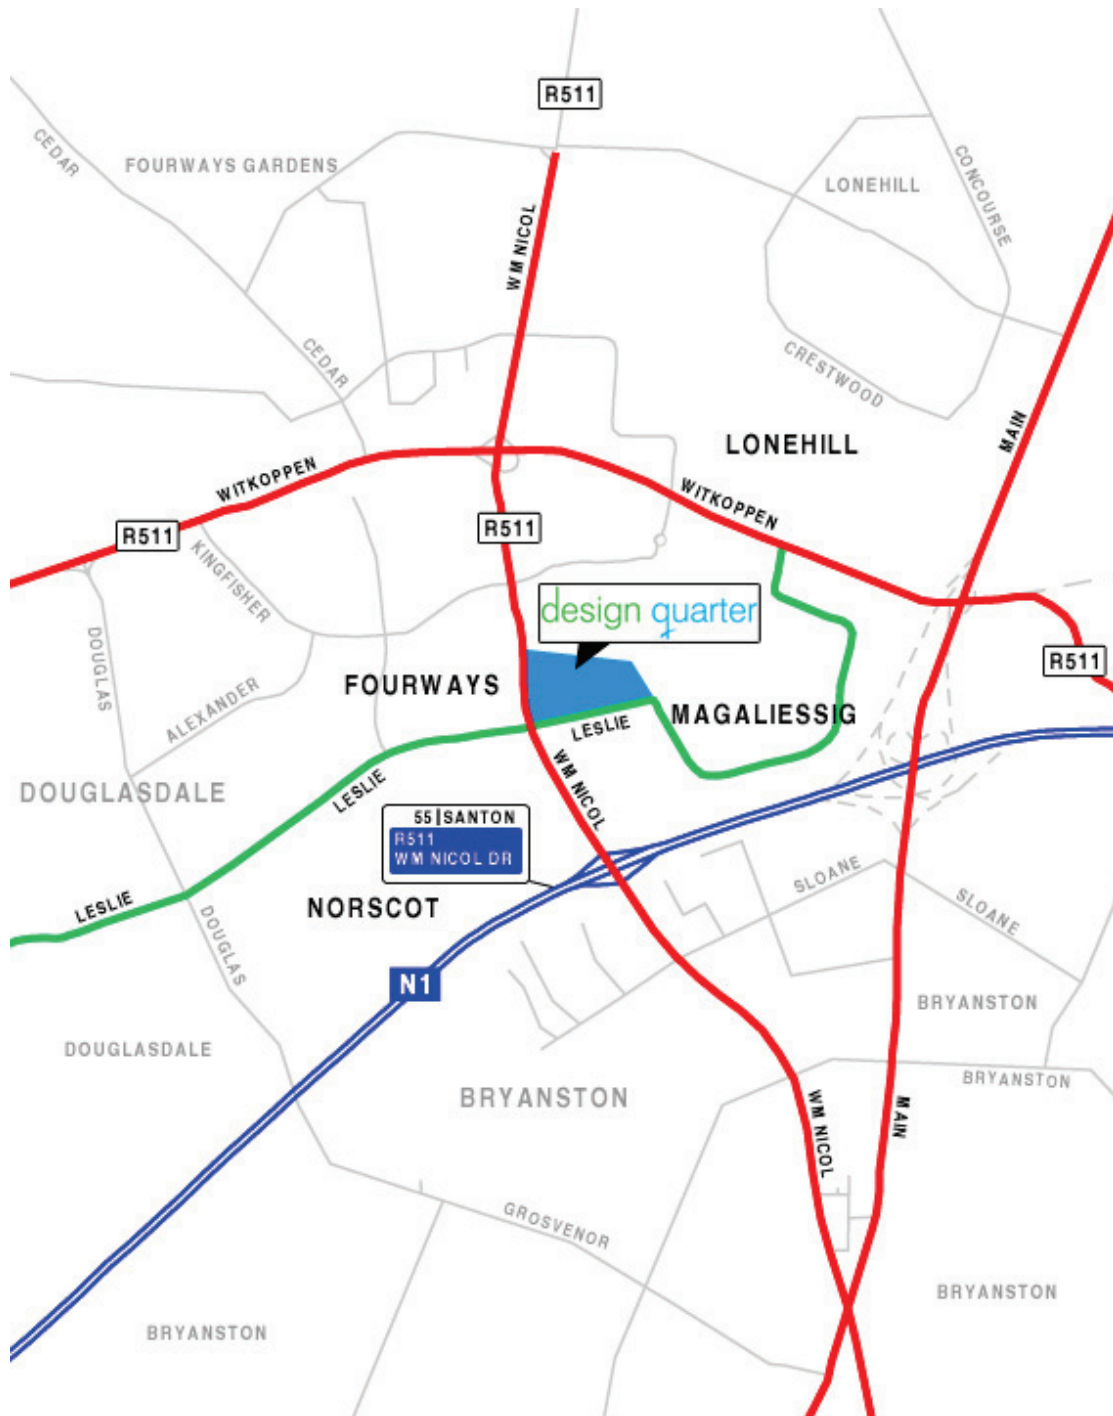 R511
CEDAR
FOURWAYS GARDENS
CONCOURSE
LONEHILL
WM NICOL
CEDAR
CRESTWOOD
MAIN
LONEHILL
WITKOPPEN
WITKOPPEN
R511
R511
KINGFISHER
design quarter
DOUGLAS
R511
FOURWAYS
ALEXANDER
MAGALIESSIG
LESLIE
WM NICOL
DOUGLASDALE
LESLIE
55|SANTON
R511
WM NICOL DR
SLOANE
LESLIE
NORSCOT
SLOANE
DOUGLAS
N1
BRYANSTON
DOUGLASDALE
BRYANSTON
BRYANSTON
WM NICOL
MAIN
GROSVENOR
BRYANSTON
BRYANSTON